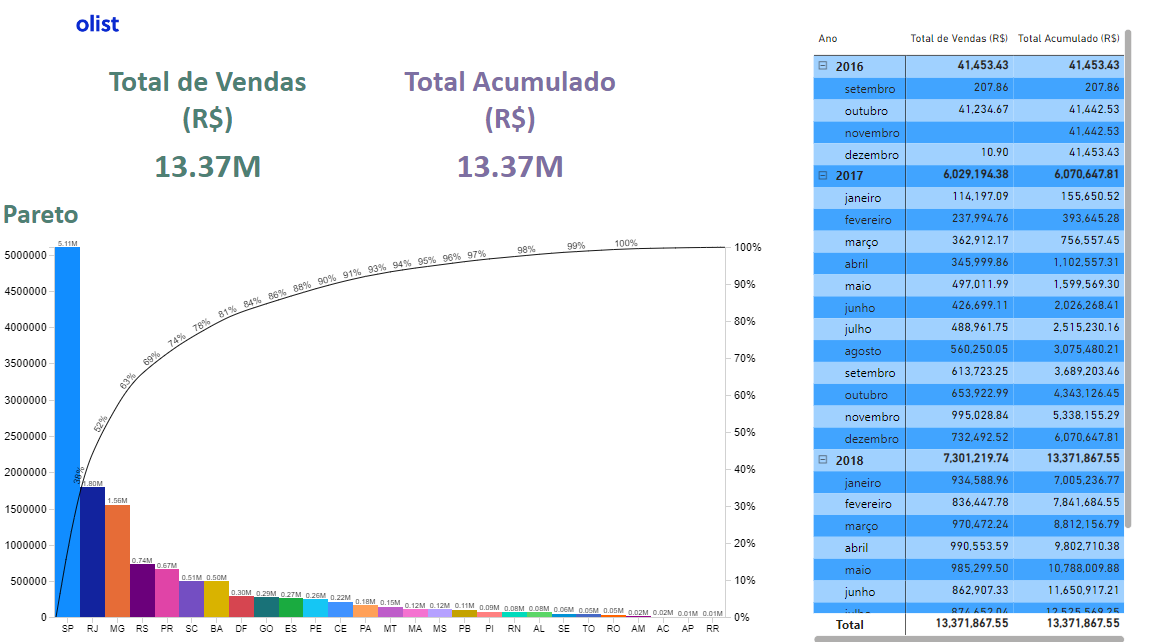 olist
Total de Vendas
(R$)
13.37M
Total Acumulado
(R$)
13.37M
Pareto
5000000
4500000
4000000
3500000
3000000
2500000
2000000
1500000
1000000
500000
0
5.11M
1.80M
1.56M
0.74M
0.67M
0.51M
0.50M
0.30M
0.29M
0.27M
0.26M
0.22M
0.18M
0.15M
0.12M
0.12M
0.11M
0.09M
0.08M
0.08M
0.06M
0.05M
0.05M
0.02M
0.02M
0.01M
0.01M
38%
52%
63%
69%
74%
78%
81%
84%
86%
88%
90%
91%
93%
94%
95%
96%
97%
98%
99%
100%
100%
90%
80%
70%
60%
50%
40%
30%
20%
10%
0%
SP RJ MG RS PR SC BA DF GO ES PE CE PA MT MA MS PB PI RN AL SE TO RO AM AC AP RR
Ano Total de Vendas (R$) Total Acumulado (R$)
2016 41,453.43 41,453.43
setembro 207.86 207.86
outubro 41,234.67 41,442.53
novembro 41,442.53
dezembro 10.90 41,453.43
2017 6,029,194.38 6,070,647.81
janeiro 114,197.09 155,650.52
fevereiro 237,994.76 393,645.28
março 362,912.17 756,557.45
abril 345,999.86 1,102,557.31
maio 497,011.99 1,599,569.30
junho 426,699.11 2,026,268.41
julho 488,961.75 2,515,230.16
agosto 560,250.05 3,075,480.21
setembro 613,723.25 3,689,203.46
outubro 653,922.99 4,343,126.45
novembro 995,028.84 5,338,155.29
dezembro 732,492.52 6,070,647.81
2018 7,301,219.74 13,371,867.55
janeiro 934,588.96 7,005,236.77
fevereiro 836,447.78 7,841,684.55
março 970,472.24 8,812,156.79
abril 990,553.59 9,802,710.38
maio 985,299.50 10,788,009.88
junho 862,907.33 11,650,917.21
julho 874,652.04 12,525,569.25
Total 13,371,867.55 13,371,867.55